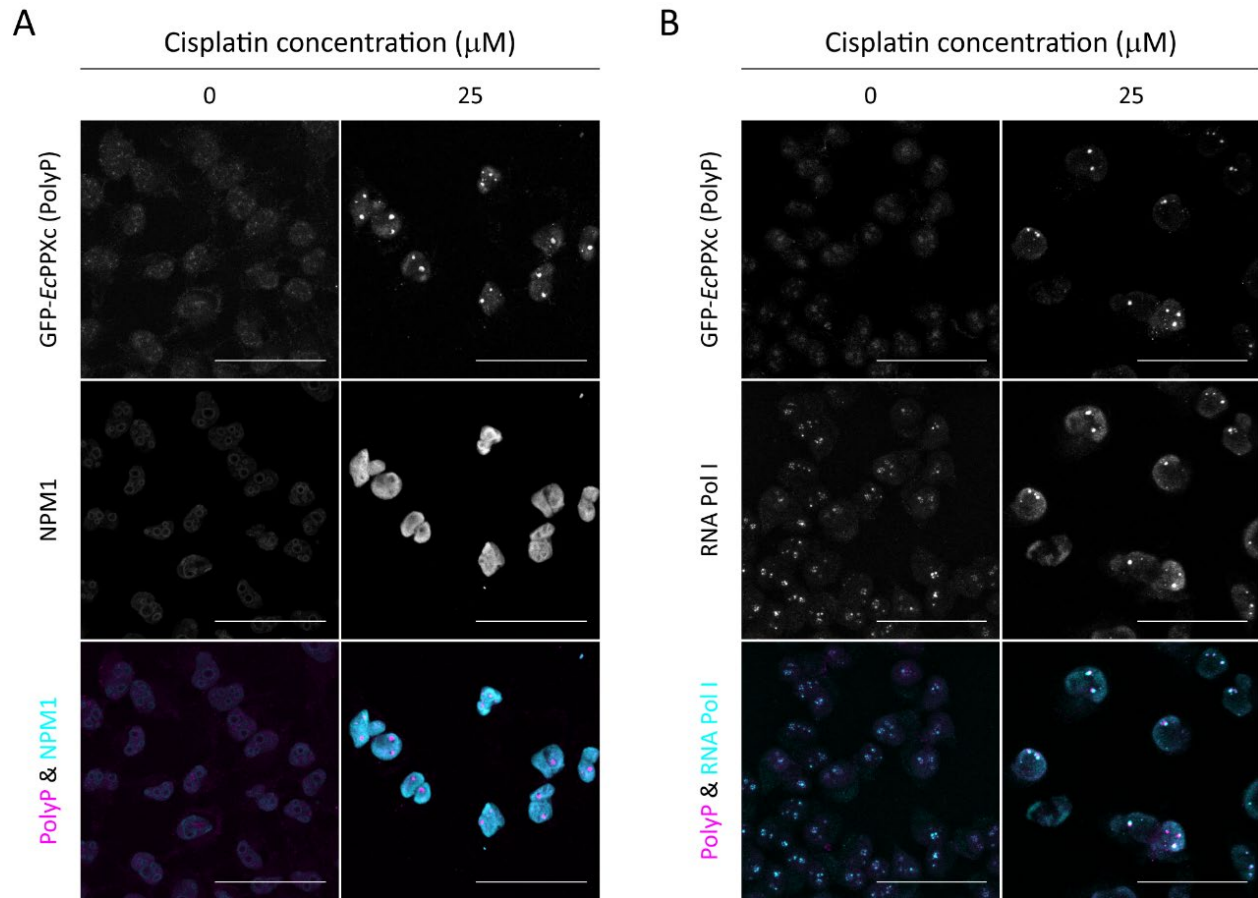 A
Cisplatin concentration (μM)
0
25
GFP-EcPPXc (PolyP)
NPM1
PolyP & NPM1
B
Cisplatin concentration (μM)
0
25
GFP-EcPPXc (PolyP)
RNA Pol I
PolyP & RNA Pol I